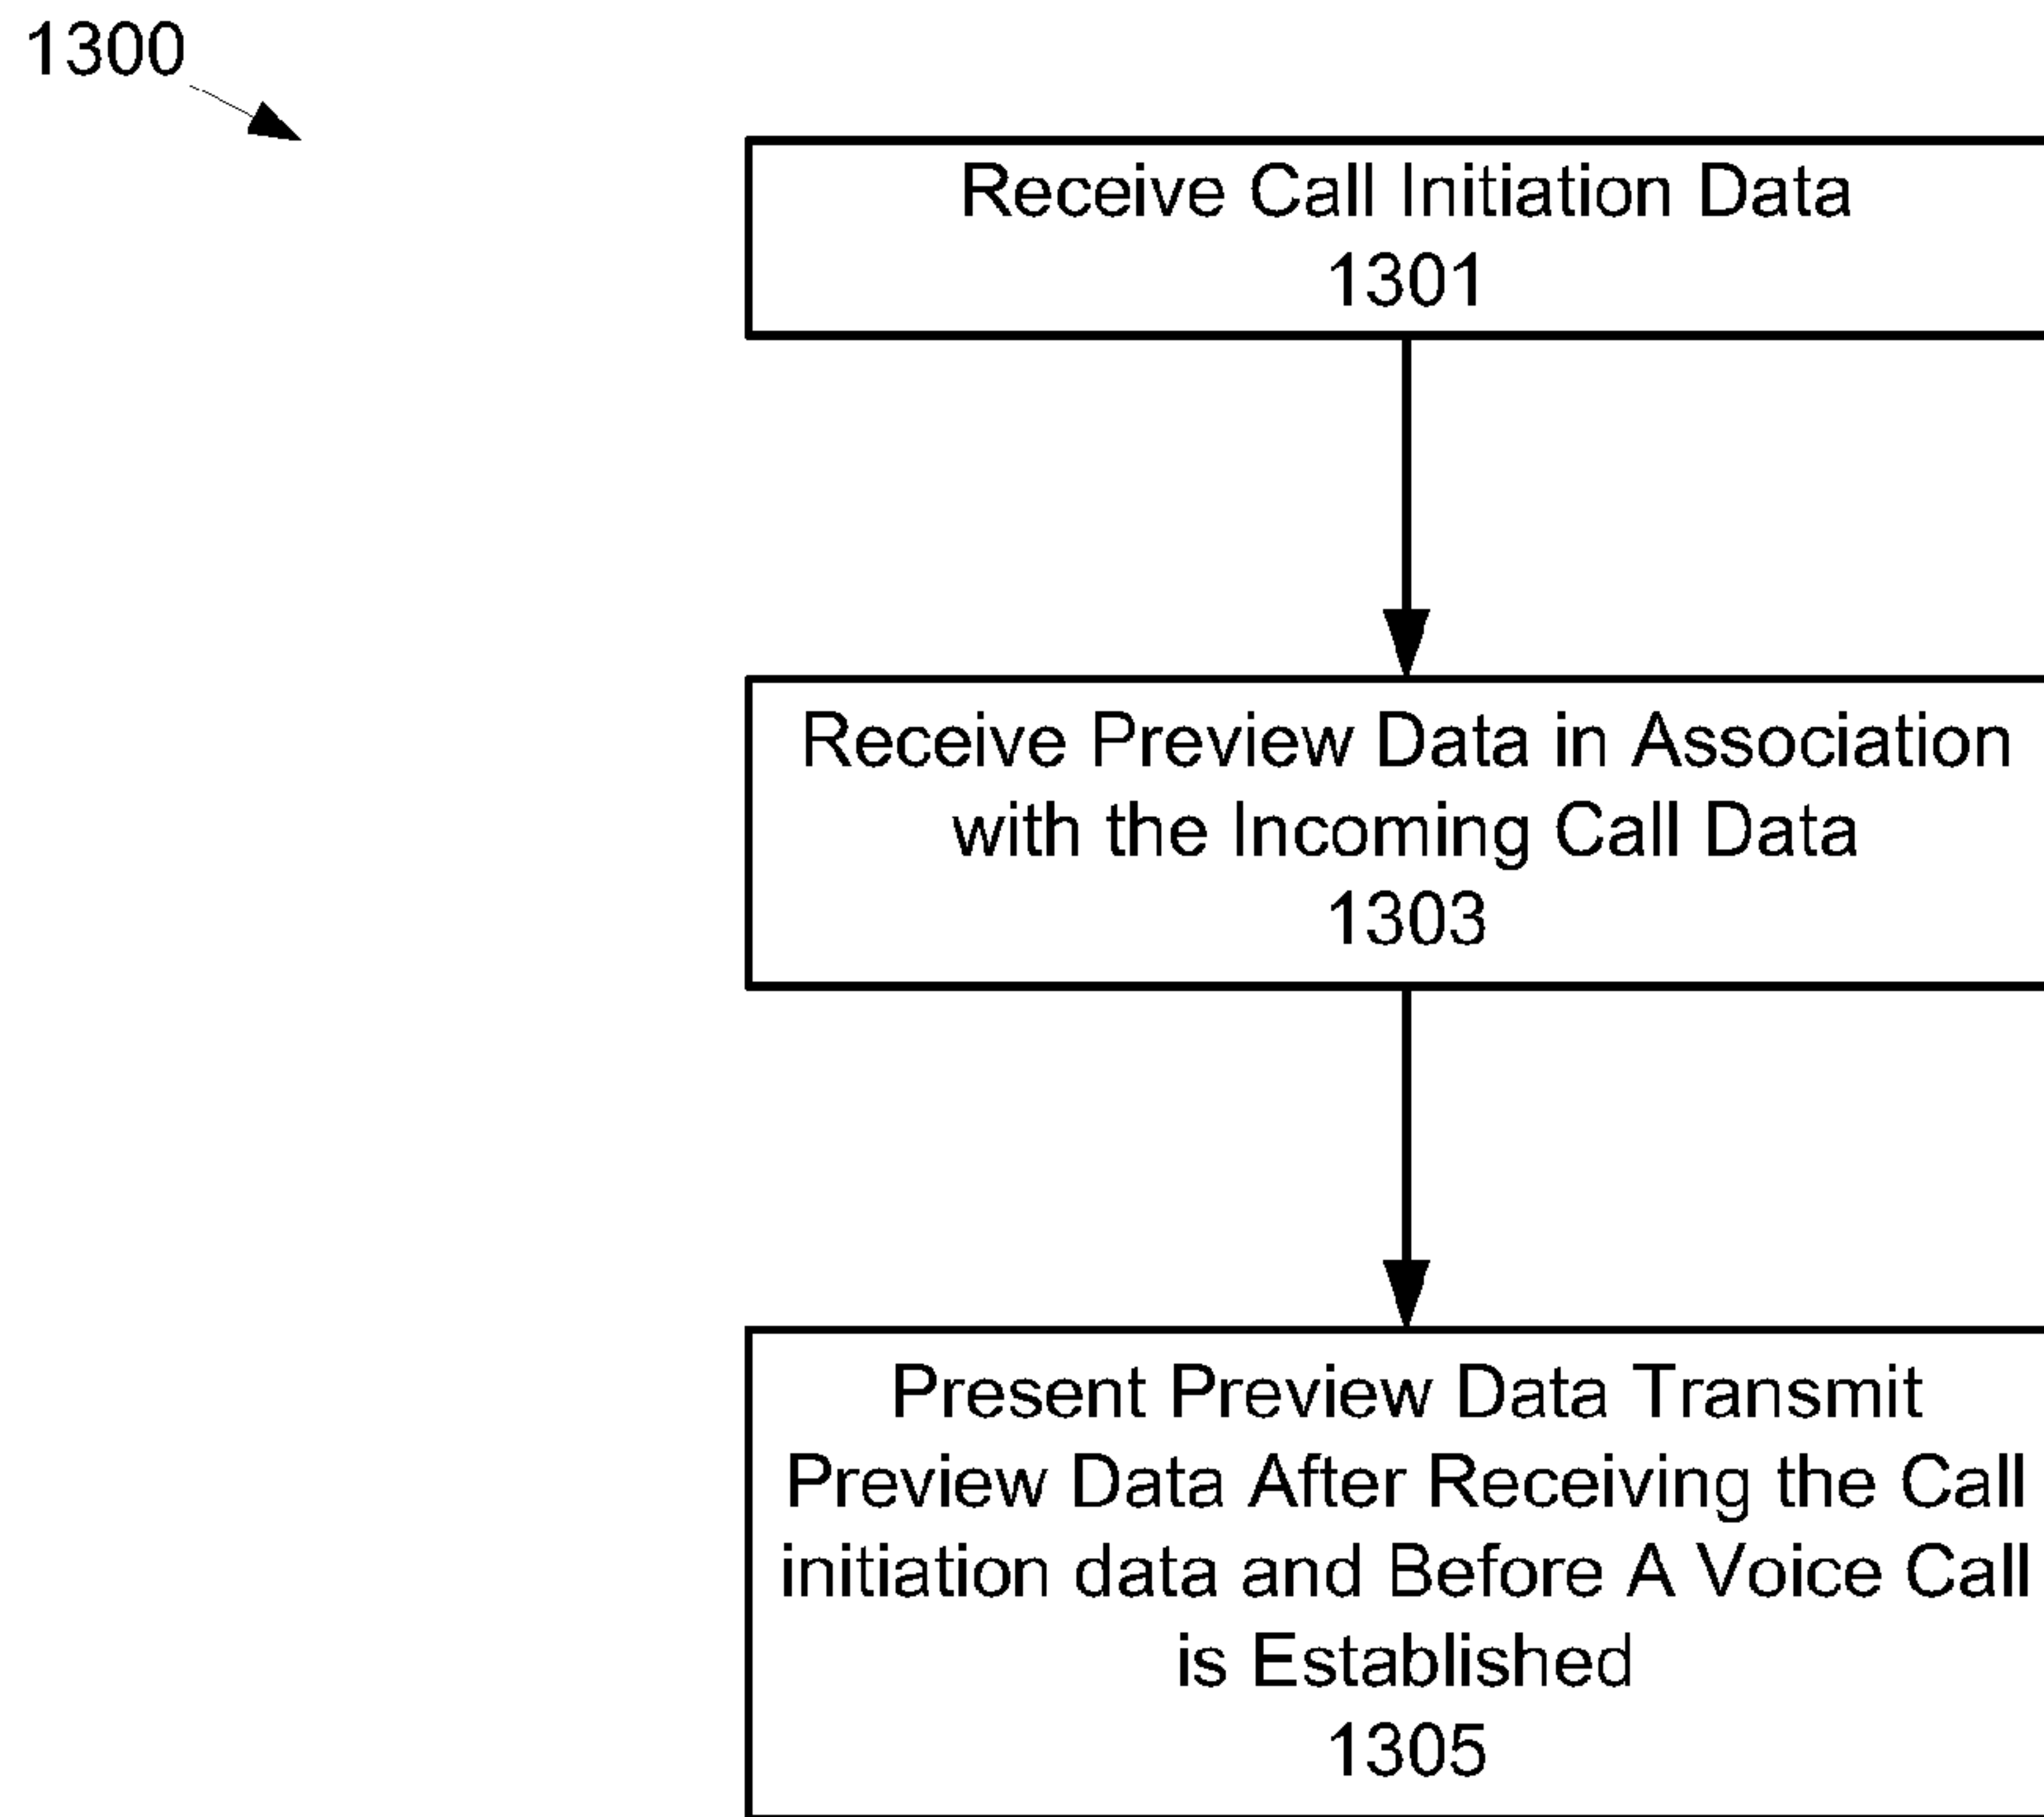 1300
Receive Call Initiation Data
1301
Receive Preview Data in Association
with the Incoming Call Data
1303
Present Preview Data Transmit
Preview Data After Receiving the Call
initiation data and Before A Voice Call
is Established
1305